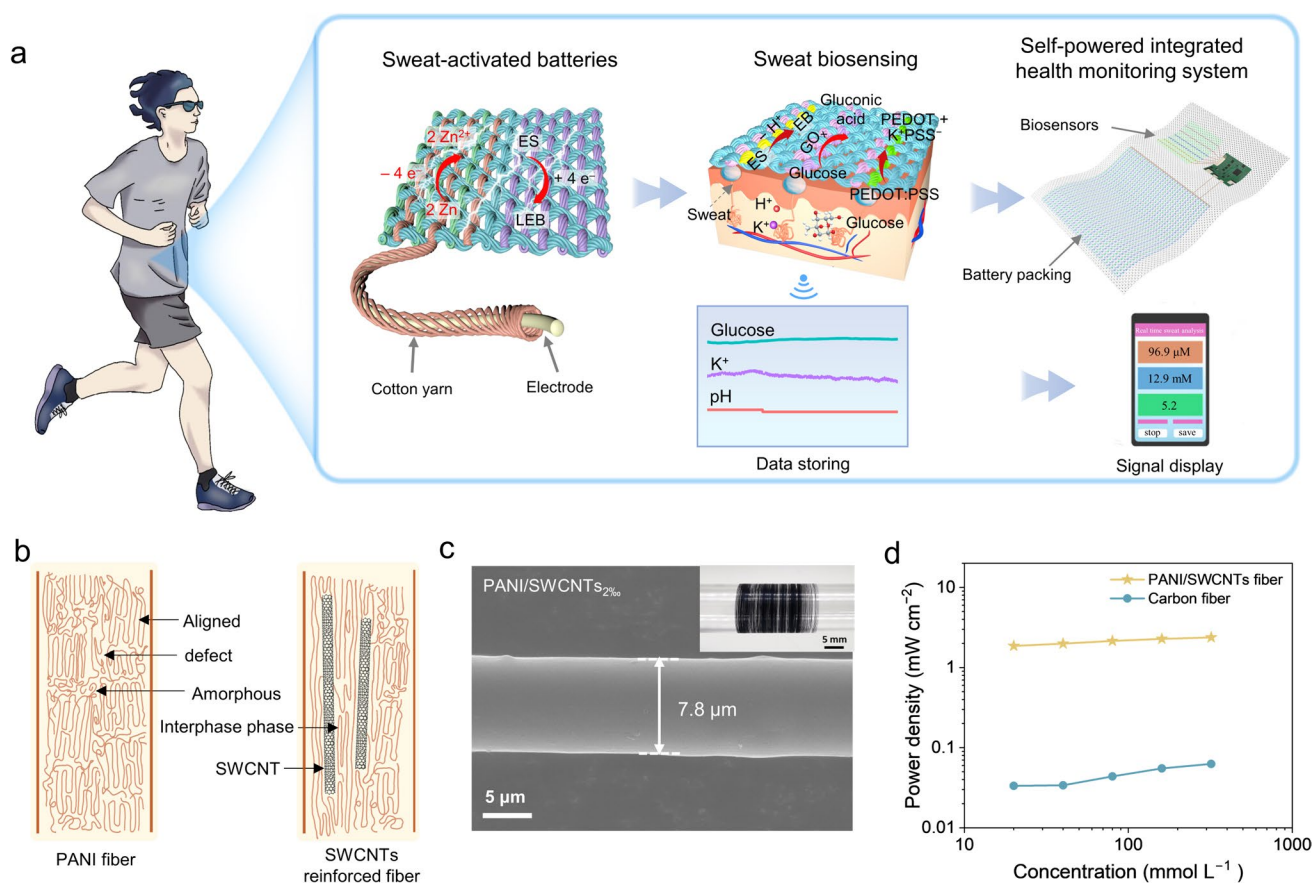 a
Sweat-activated batteries
2 Zn²⁺
ES
– 4 e⁻
+ 4 e⁻
2 Zn
LEB
Cotton yarn
Electrode
Sweat biosensing
Gluconic
acid
– H⁺
EB
ES
GOx
PEDOT +
K⁺PSS⁻
Glucose
PEDOT:PSS
Sweat
H⁺
K⁺
Glucose
Glucose
K⁺
pH
Data storing
Self-powered integrated
health monitoring system
Biosensors
Battery packing
Real time sweat analysis
96.9 μM
12.9 mM
5.2
stop save
Signal display
b
Aligned
defect
Amorphous
Interphase phase
SWCNT
PANI fiber
SWCNTs
reinforced fiber
c
PANI/SWCNTs2‰
5 mm
7.8 μm
5 μm
d
PANI/SWCNTs fiber
Carbon fiber
Power density (mW cm⁻²)
10
1
0.1
0.01
10 100 1000
Concentration (mmol L⁻¹)